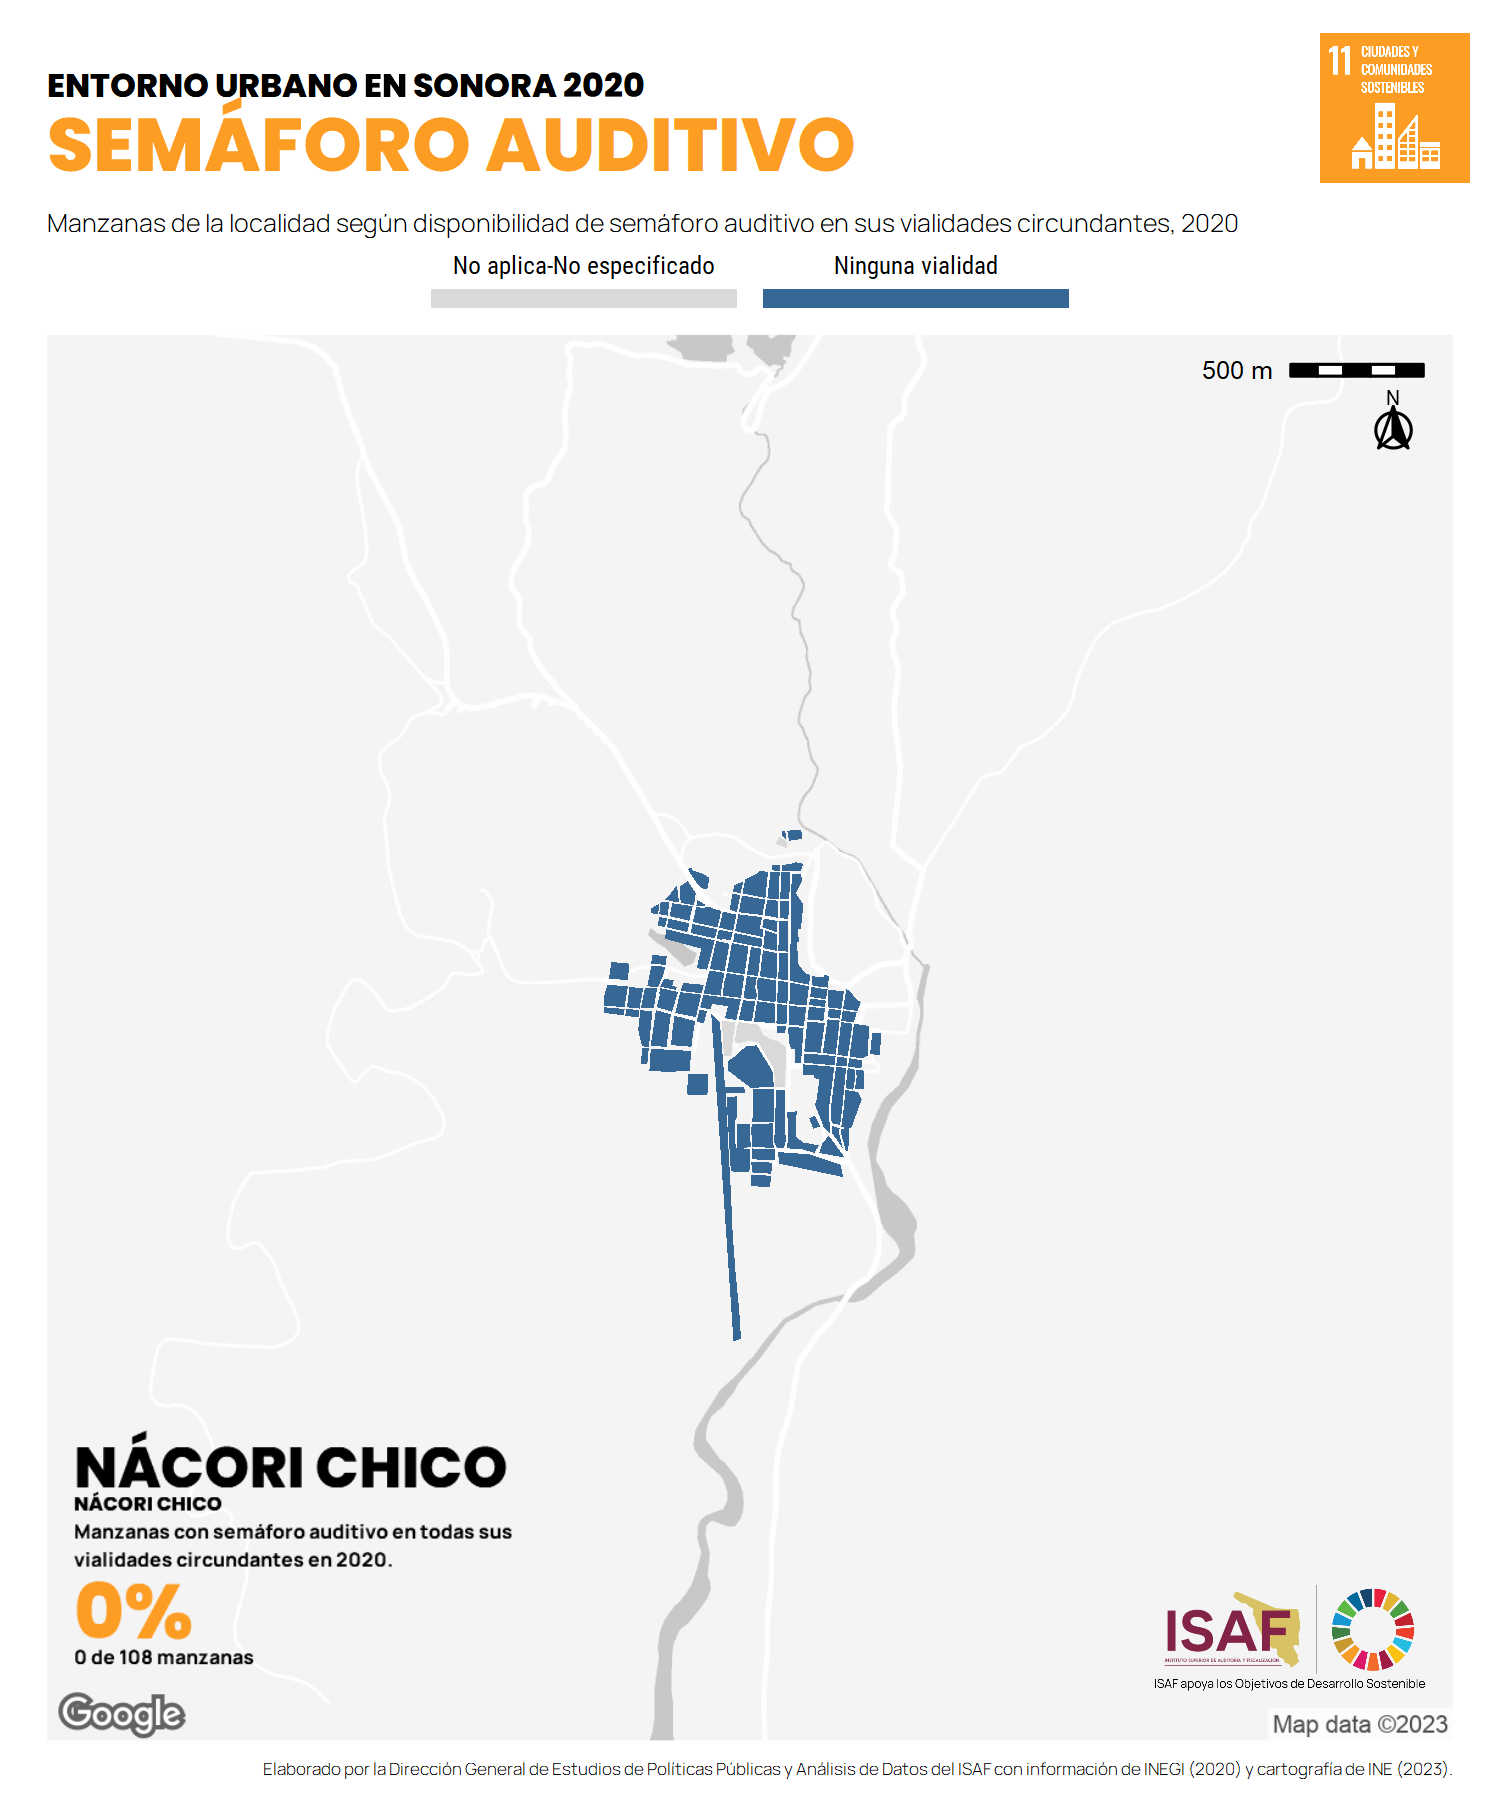 ENTORNO URBANO EN SONORA 2020
SEMÁFORO AUDITIVO
11 CIUDADES Y
COMUNIDADES
SOSTENIBLES
Manzanas de la localidad según disponibilidad de semáforo auditivo en sus vialidades circundantes, 2020
No aplica-No especificado
Ninguna vialidad
500 m
N
NÁCORI CHICO
NÁCORI CHICO
Manzanas con semáforo auditivo en todas sus
vialidades circundantes en 2020.
0%
0 de 108 manzanas
Google
ISAF
INSTITUTO SUPERIOR DE AUDITORÍA Y FISCALIZACIÓN
ISAF apoya los Objetivos de Desarrollo Sostenible
Map data ©2023
Elaborado por la Dirección General de Estudios de Políticas Públicas y Análisis de Datos del ISAF con información de INEGI (2020) y cartografía de INE (2023).